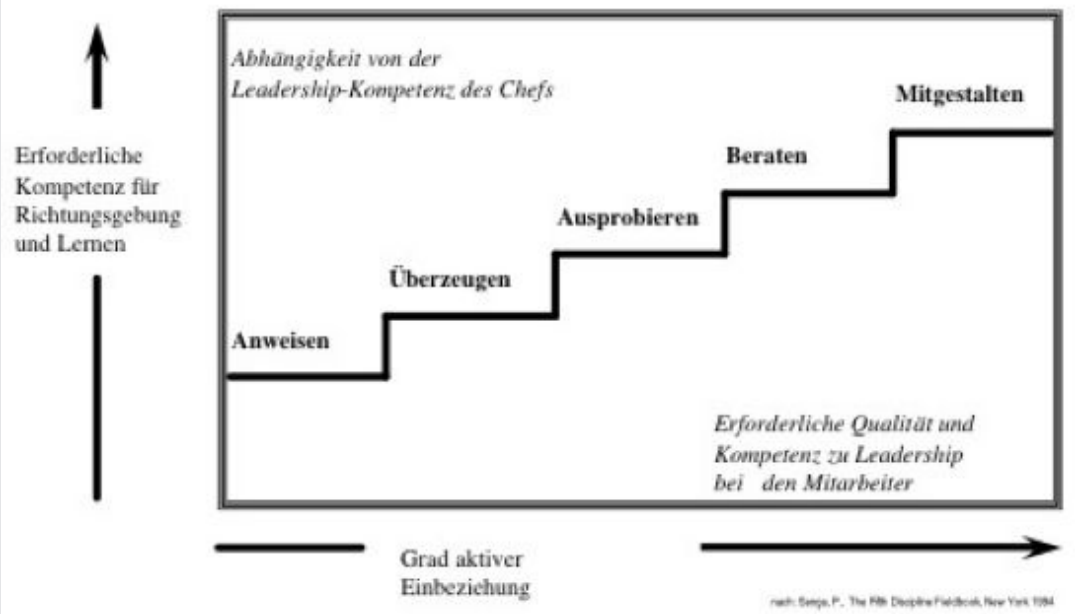 Abhängigkeit von der
Leadership-Kompetenz des Chefs
Mitgestalten
Erforderliche
Kompetenz für
Richtungsgebung
und Lernen
Beraten
Ausprobieren
Überzeugen
Anweisen
Erforderliche Qualität und
Kompetenz zu Leadership
bei den Mitarbeiter
Grad aktiver
Einbeziehung
nach: Senge, P., The Fifth Discipline Fieldbook, New York 1994